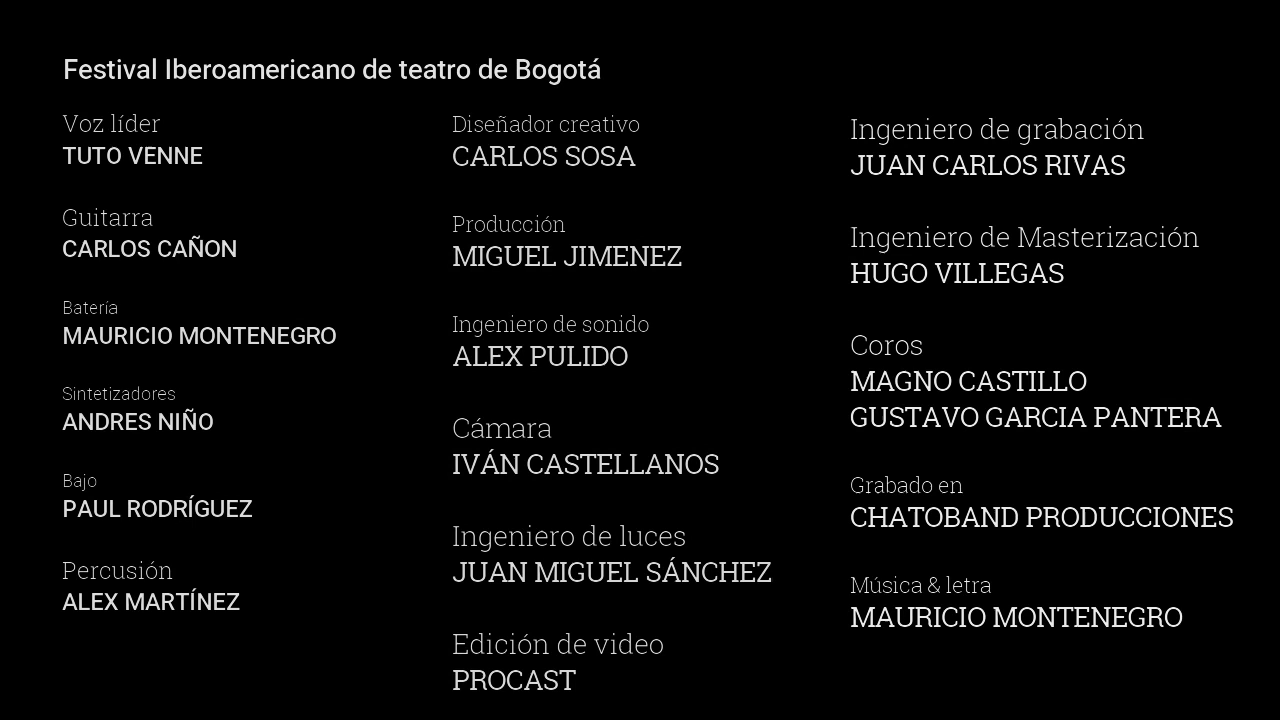 Festival Iberoamericano de teatro de Bogotá
Voz líder
TUTO VENNE
Guitarra
CARLOS CAÑON
Batería
MAURICIO MONTENEGRO
Sintetizadores
ANDRES NIÑO
Bajo
PAUL RODRÍGUEZ
Percusión
ALEX MARTÍNEZ
Diseñador creativo
CARLOS SOSA
Producción
MIGUEL JIMENEZ
Ingeniero de sonido
ALEX PULIDO
Cámara
IVÁN CASTELLANOS
Ingeniero de luces
JUAN MIGUEL SÁNCHEZ
Edición de video
PROCAST
Ingeniero de grabación
JUAN CARLOS RIVAS
Ingeniero de Masterización
HUGO VILLEGAS
Coros
MAGNO CASTILLO
GUSTAVO GARCIA PANTERA
Grabado en
CHATOBAND PRODUCCIONES
Música & letra
MAURICIO MONTENEGRO